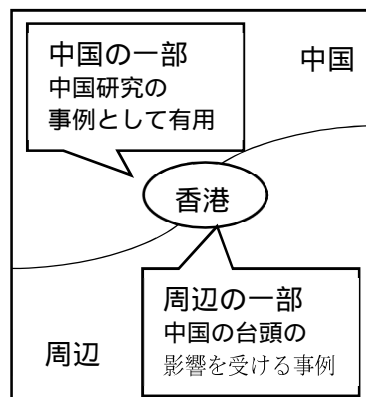 中国の一部
中国研究の
事例として有用
中国
香港
周辺の一部
中国の台頭の
影響を受ける事例
周辺